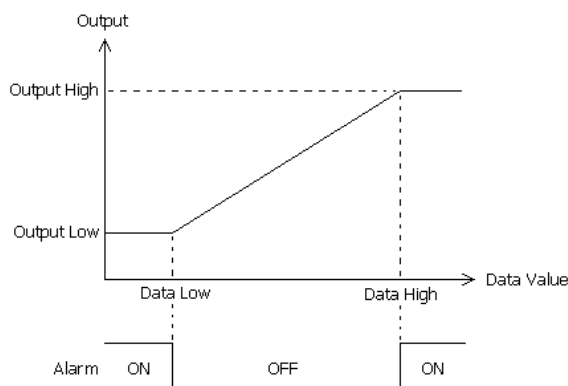 Output
Output High
Output Low
Data Value
Data Low
Data High
Alarm
ON
OFF
ON